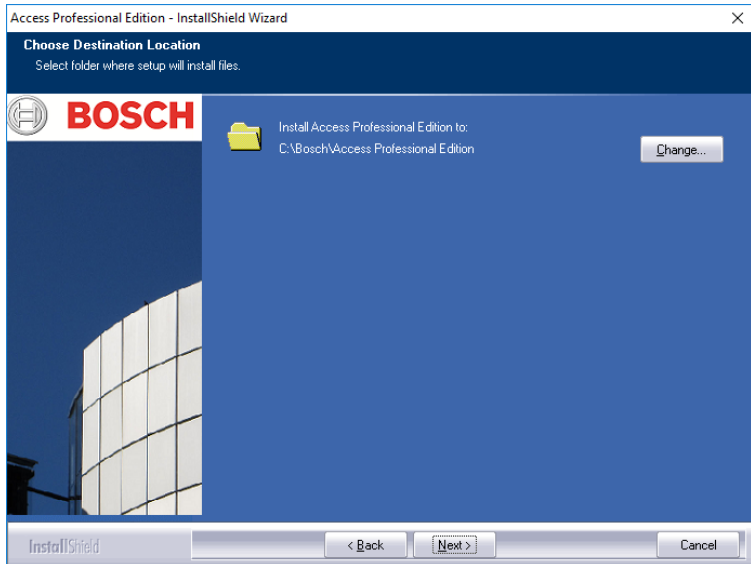 Access Professional Edition - InstallShield Wizard
Choose Destination Location
Select folder where setup will install files.
BOSCH
Install Access Professional Edition to:
C:\Bosch\Access Professional Edition
Change...
InstallShield
< Back
Next >
Cancel